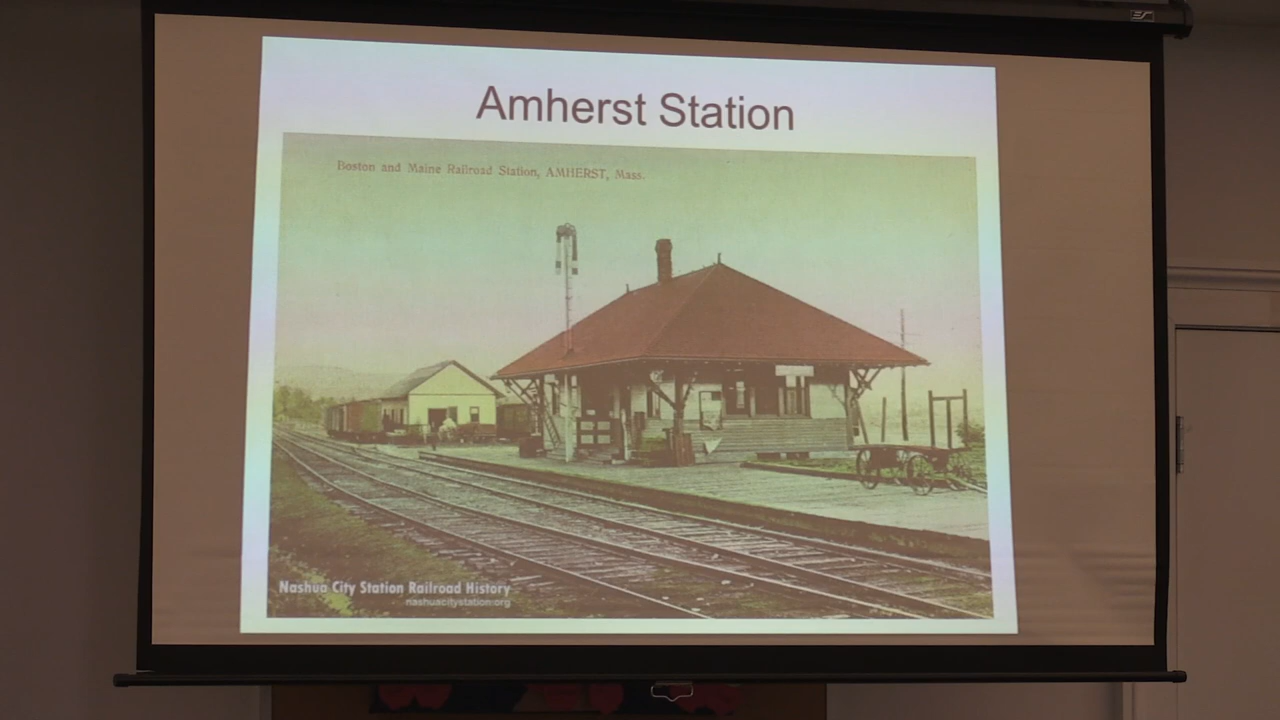 Amherst Station
Boston and Maine Railroad Station, AMHERST, Mass.
Nashua City Station Railroad History
nashuacitystation.org